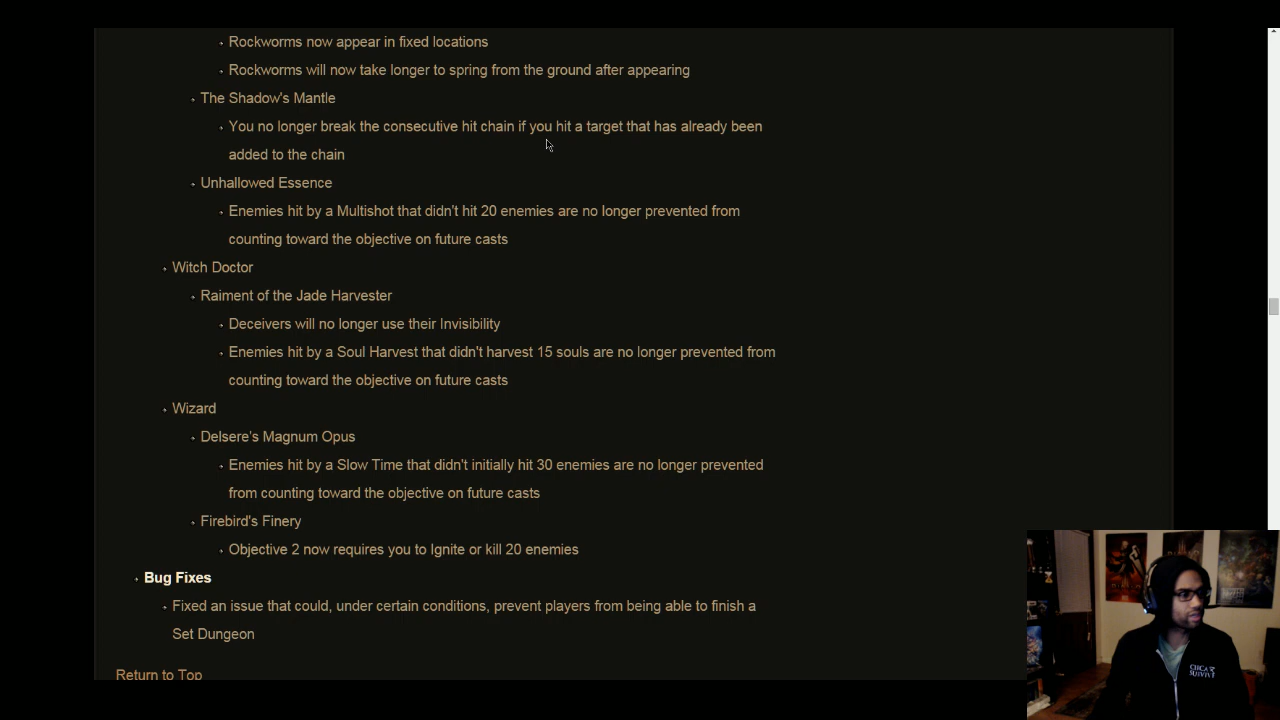 Rockworms now appear in fixed locations
Rockworms will now take longer to spring from the ground after appearing
The Shadow's Mantle
You no longer break the consecutive hit chain if you hit a target that has already been
added to the chain
Unhallowed Essence
Enemies hit by a Multishot that didn't hit 20 enemies are no longer prevented from
counting toward the objective on future casts
Witch Doctor
Raiment of the Jade Harvester
Deceivers will no longer use their Invisibility
Enemies hit by a Soul Harvest that didn't harvest 15 souls are no longer prevented from
counting toward the objective on future casts
Wizard
Delsere's Magnum Opus
Enemies hit by a Slow Time that didn't initially hit 30 enemies are no longer prevented
from counting toward the objective on future casts
Firebird's Finery
Objective 2 now requires you to Ignite or kill 20 enemies
Bug Fixes
Fixed an issue that could, under certain conditions, prevent players from being able to finish a
Set Dungeon
Return to Top